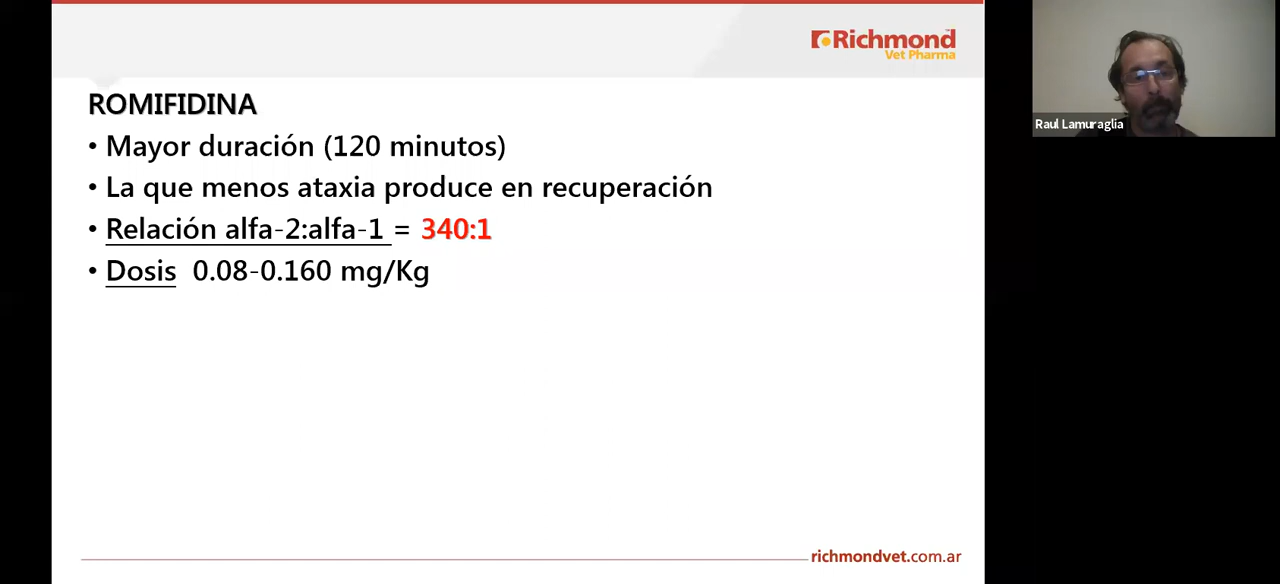 Richmond
Vet Pharma
Raul Lamuraglia
ROMIFIDINA
• Mayor duración (120 minutos)
• La que menos ataxia produce en recuperación
• Relación alfa-2:alfa-1 = 340:1
• Dosis 0.08-0.160 mg/Kg
richmondvet.com.ar